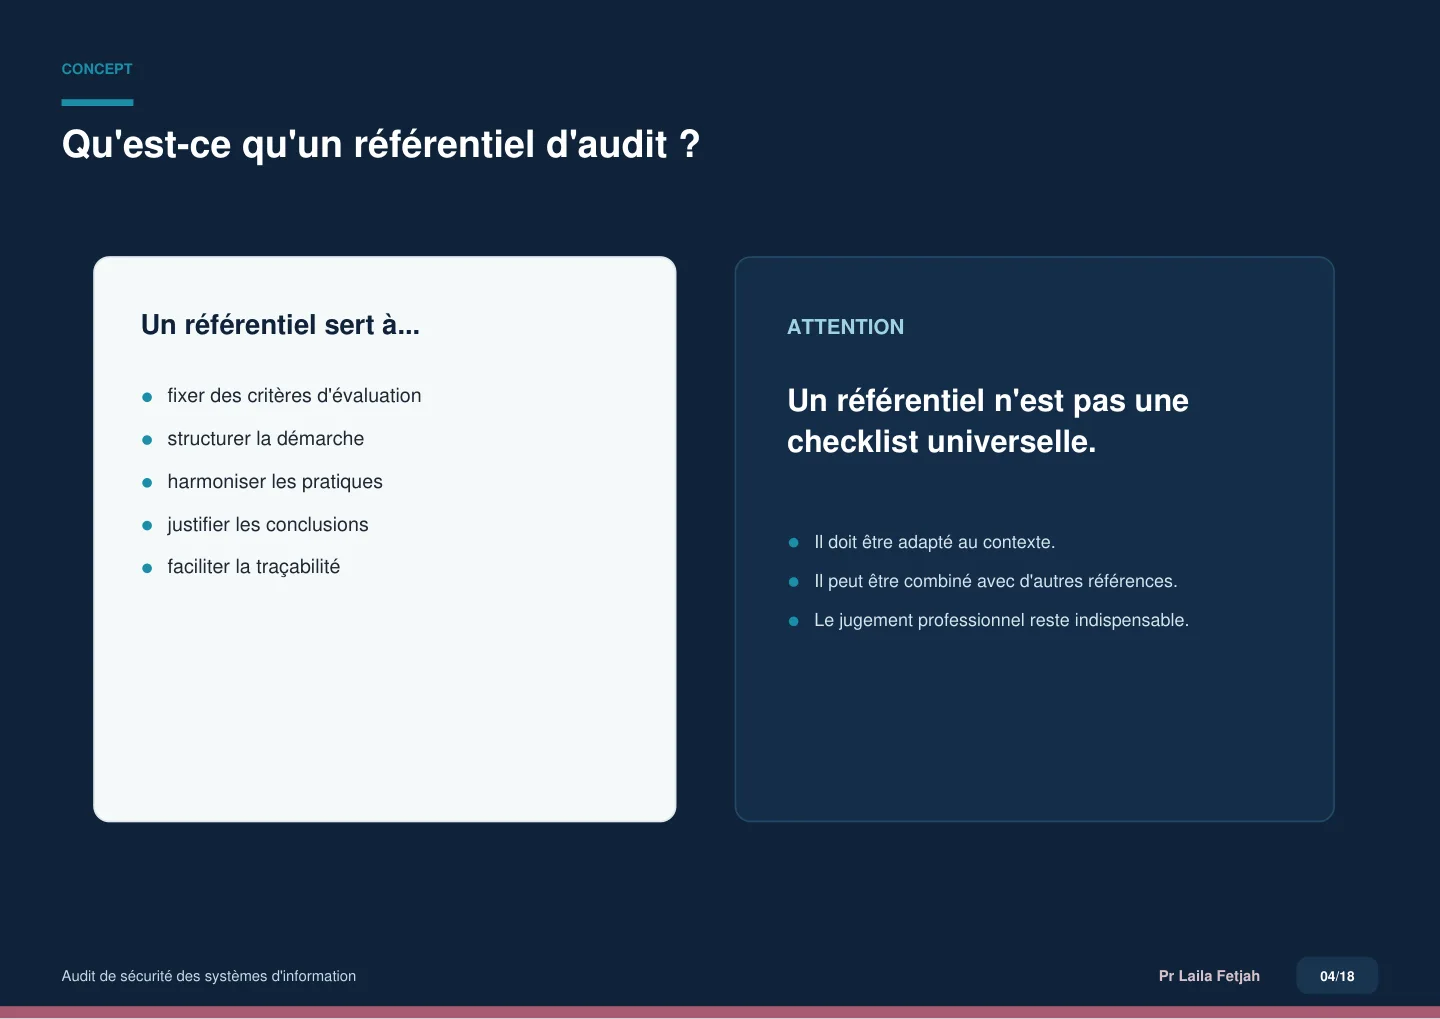 CONCEPT
Qu'est-ce qu'un référentiel d'audit ?
Un référentiel sert à...
fixer des critères d'évaluation
structurer la démarche
harmoniser les pratiques
justifier les conclusions
faciliter la traçabilité
ATTENTION
Un référentiel n'est pas une
checklist universelle.
Il doit être adapté au contexte.
Il peut être combiné avec d'autres références.
Le jugement professionnel reste indispensable.
Audit de sécurité des systèmes d'information
Pr Laila Fetjah
04/18